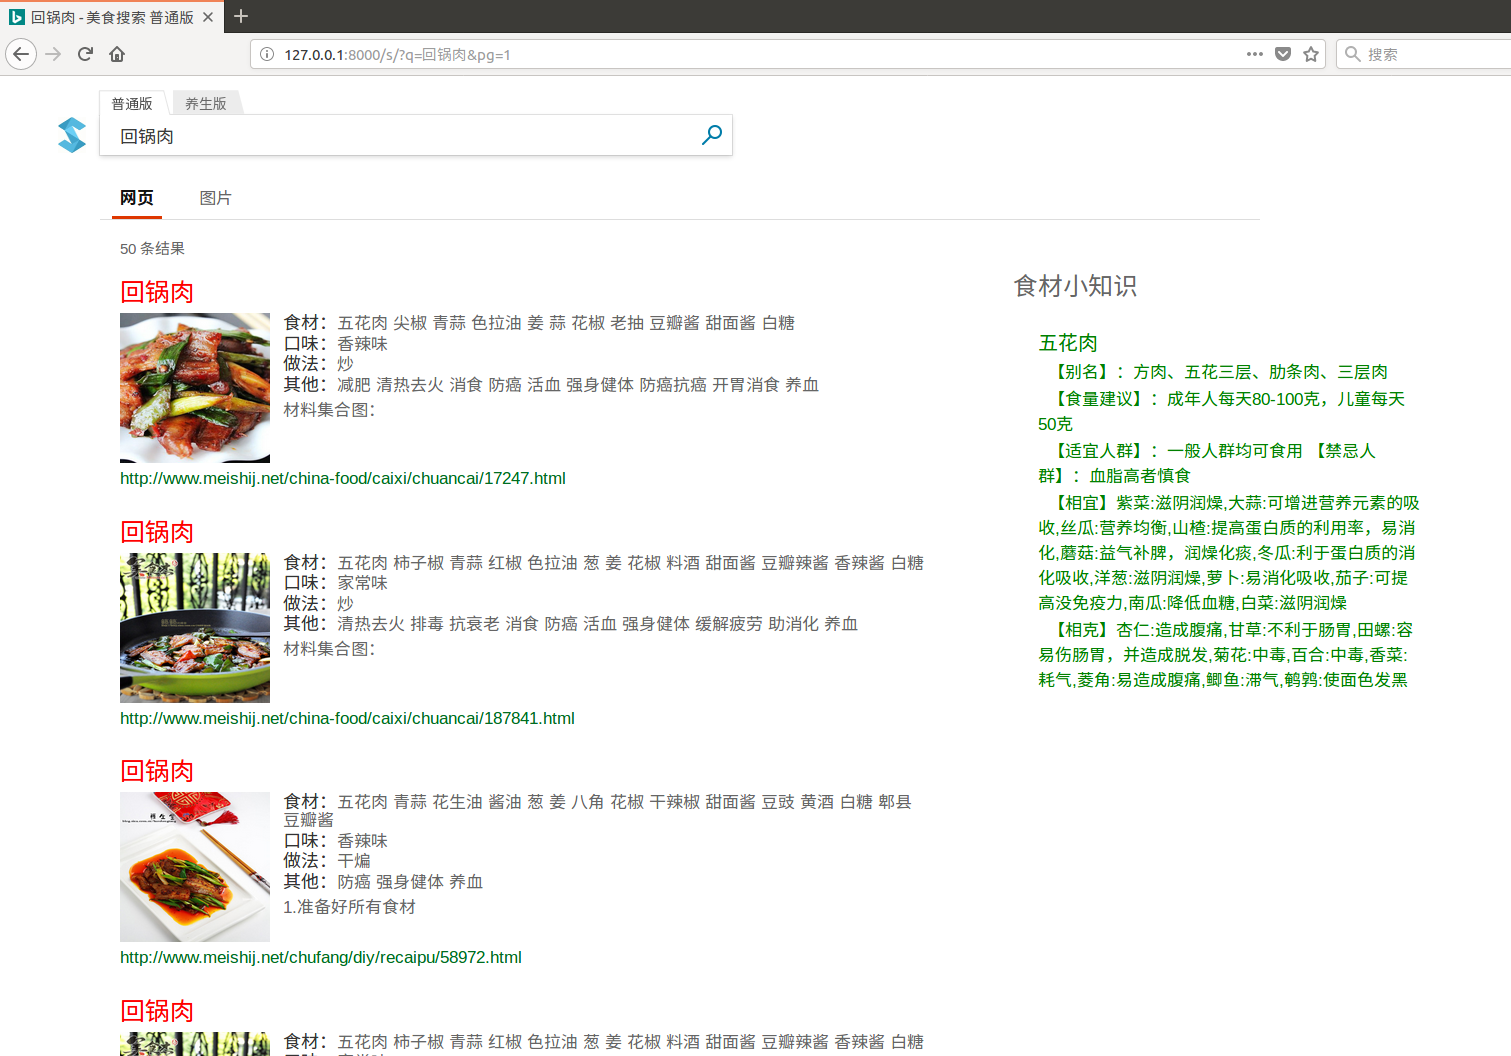 回锅肉 - 美食搜索 普通版
127.0.0.1:8000/s/?q=回锅肉&pg=1
搜索
普通版 养生版
回锅肉
网页 图片
50 条结果
回锅肉
食材：五花肉 尖椒 青蒜 色拉油 姜 蒜 花椒 老抽 豆瓣酱 甜面酱 白糖
口味：香辣味
做法：炒
其他：减肥 清热去火 消食 防癌 活血 强身健体 防癌抗癌 开胃消食 养血
材料集合图：
http://www.meishij.net/china-food/caixi/chuancai/17247.html
回锅肉
食材：五花肉 柿子椒 青蒜 红椒 色拉油 葱 姜 花椒 料酒 甜面酱 豆瓣辣酱 香辣酱 白糖
口味：家常味
做法：炒
其他：清热去火 排毒 抗衰老 消食 防癌 活血 强身健体 缓解疲劳 助消化 养血
材料集合图：
http://www.meishij.net/china-food/caixi/chuancai/187841.html
回锅肉
食材：五花肉 青蒜 花生油 酱油 葱 姜 八角 花椒 干辣椒 甜面酱 豆豉 黄酒 白糖 郫县
豆瓣酱
口味：香辣味
做法：干煸
其他：防癌 强身健体 养血
1.准备好所有食材
http://www.meishij.net/chufang/diy/recaipu/58972.html
回锅肉
食材：五花肉 柿子椒 青蒜 红椒 色拉油 葱 姜 花椒 料酒 甜面酱 豆瓣辣酱 香辣酱 白糖
食材小知识
五花肉
【别名】：方肉、五花三层、肋条肉、三层肉
【食量建议】：成年人每天80-100克，儿童每天
50克
【适宜人群】：一般人群均可食用 【禁忌人
群】：血脂高者慎食
【相宜】紫菜:滋阴润燥,大蒜:可增进营养元素的吸
收,丝瓜:营养均衡,山楂:提高蛋白质的利用率，易消
化,蘑菇:益气补脾，润燥化痰,冬瓜:利于蛋白质的消
化吸收,洋葱:滋阴润燥,萝卜:易消化吸收,茄子:可提
高没免疫力,南瓜:降低血糖,白菜:滋阴润燥
【相克】杏仁:造成腹痛,甘草:不利于肠胃,田螺:容
易伤肠胃，并造成脱发,菊花:中毒,百合:中毒,香菜:
耗气,菱角:易造成腹痛,鲫鱼:滞气,鹌鹑:使面色发黑